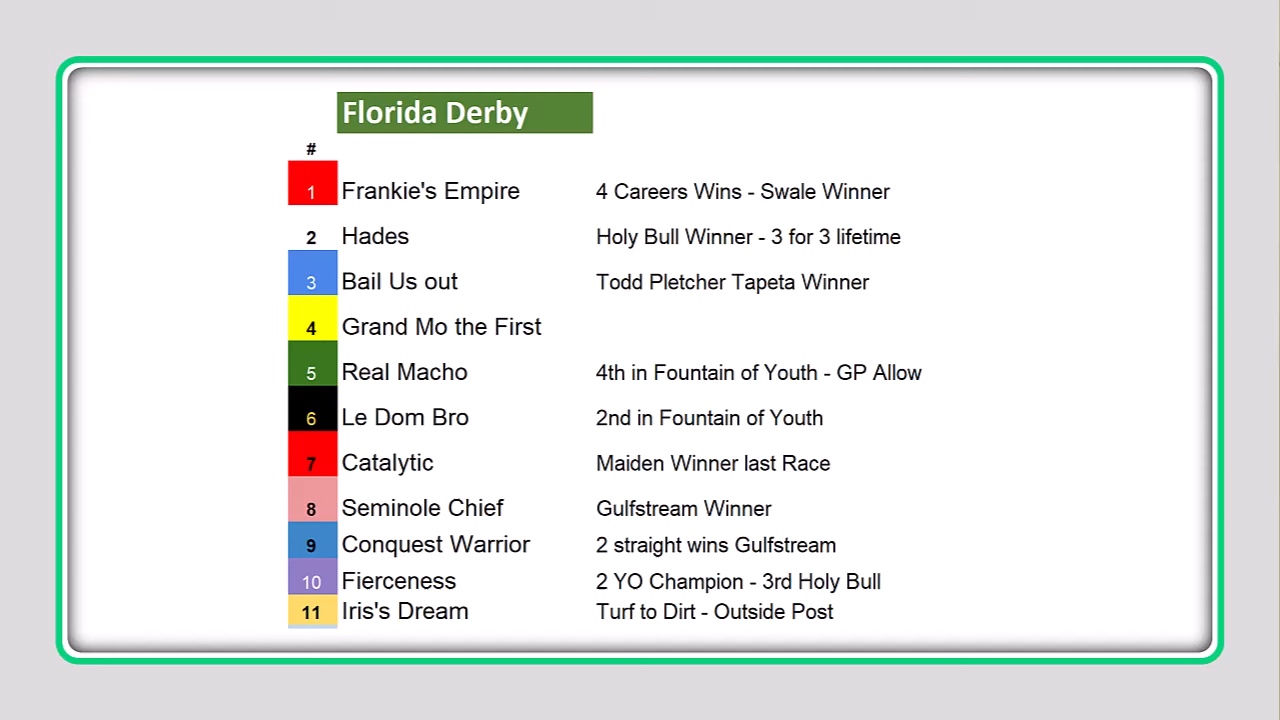 Florida Derby
#
1 Frankie's Empire 4 Careers Wins - Swale Winner
2 Hades Holy Bull Winner - 3 for 3 lifetime
3 Bail Us out Todd Pletcher Tapeta Winner
4 Grand Mo the First
5 Real Macho 4th in Fountain of Youth - GP Allow
6 Le Dom Bro 2nd in Fountain of Youth
7 Catalytic Maiden Winner last Race
8 Seminole Chief Gulfstream Winner
9 Conquest Warrior 2 straight wins Gulfstream
10 Fierceness 2 YO Champion - 3rd Holy Bull
11 Iris's Dream Turf to Dirt - Outside Post